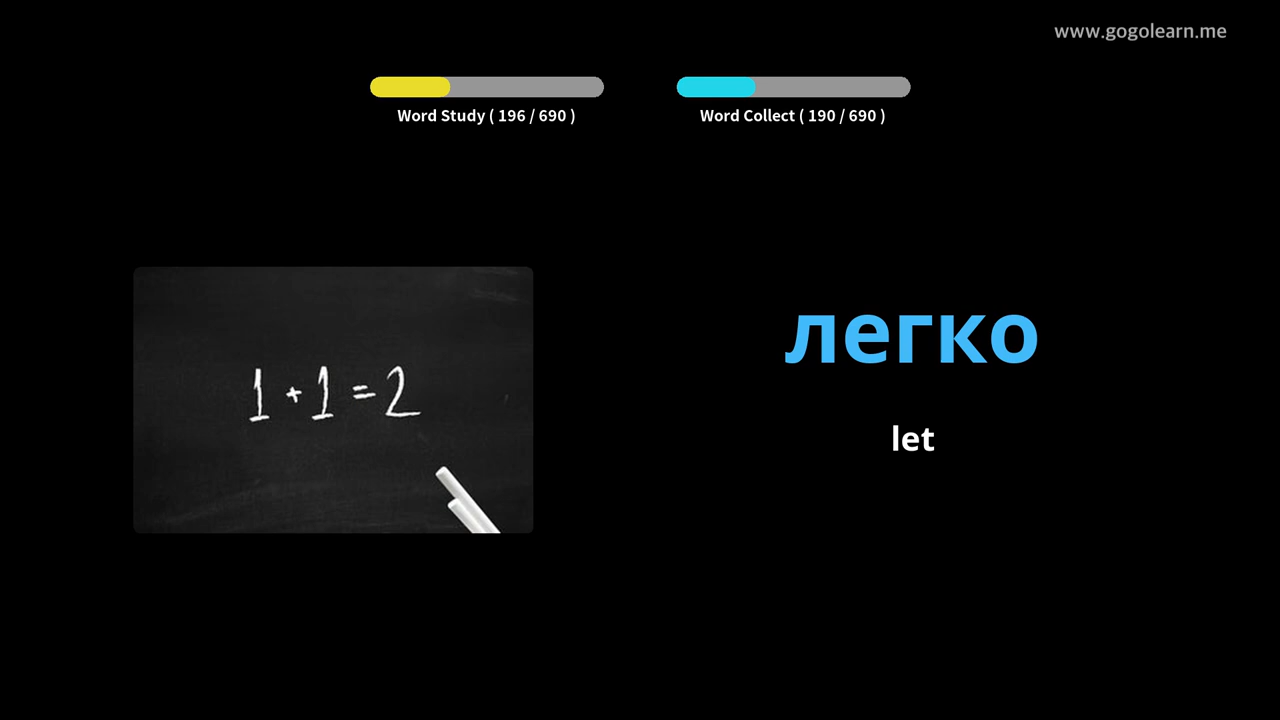 www.gogolearn.me
Word Study ( 196 / 690 )
Word Collect ( 190 / 690 )
1 + 1 = 2
легко
let